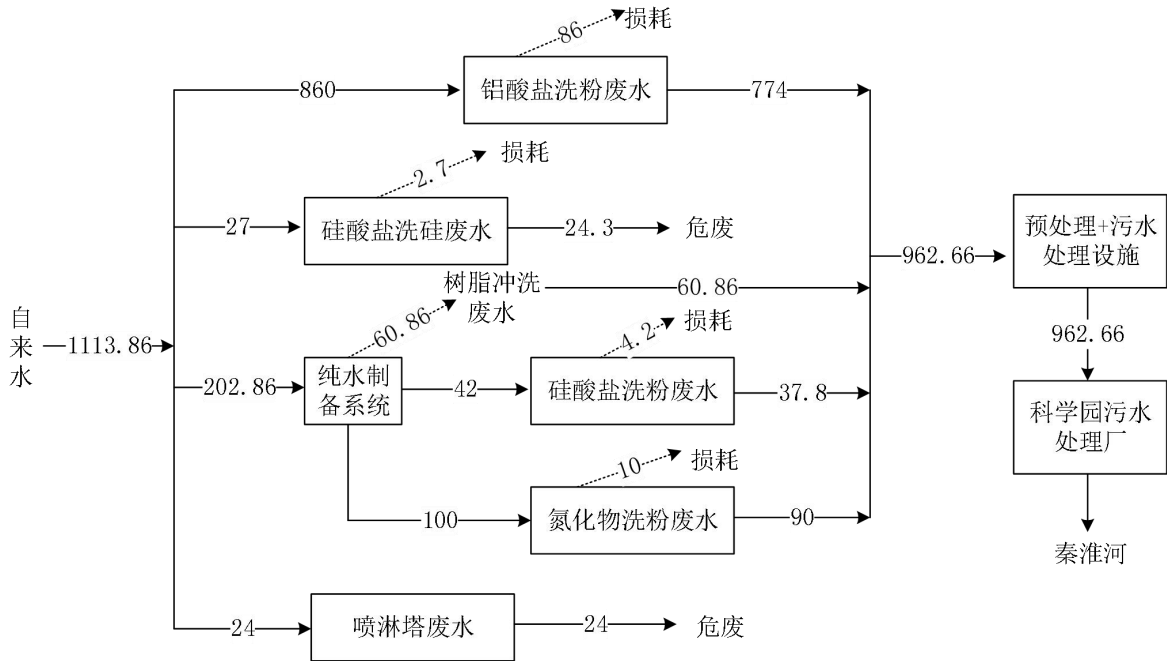 损耗
86
860
铝酸盐洗粉废水
774
损耗
2.7
27
硅酸盐洗硅废水
24.3
危废
预处理+污水
处理设施
962.66
树脂冲洗
废水
60.86
60.86
自
来
水
1113.86
损耗
4.2
962.66
202.86
纯水制
备系统
42
硅酸盐洗粉废水
37.8
科学园污水
处理厂
损耗
10
100
氮化物洗粉废水
90
秦淮河
24
喷淋塔废水
24
危废